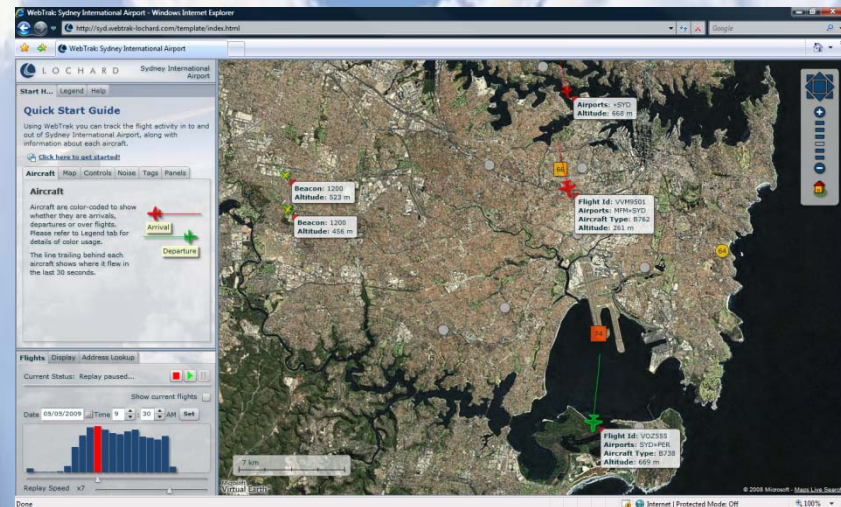 WebTrak: Sydney International Airport - Windows Internet Explorer
http://syd.webtrak-lochard.com/template/index.html
Google
WebTrak: Sydney International Airport
LOCHARD
Sydney International
Airport
Start H... Legend Help
Quick Start Guide
Using WebTrak you can track the flight activity in to and
out of Sydney International Airport, along with
information about each aircraft.
Click here to get started!
Aircraft Map Controls Noise Tags Panels
Aircraft
Aircraft are color-coded to show
whether they are arrivals,
departures or over flights.
Please refer to Legend tab for
details of color usage.
The line trailing behind each
aircraft shows where it flew in
the last 30 seconds.
Arrival
Departure
Flights Display Address Lookup
Current Status: Replay paused...
Show current flights
Date 09/09/2009 Time 9 : 30 AM Set
Replay Speed x7
Airports: »SYD
Altitude: 668 m
Beacon: 1200
Altitude: 523 m
Beacon: 1200
Altitude: 456 m
Flight Id: VVM9501
Airports: MFM»SYD
Aircraft Type: B762
Altitude: 261 m
64
74
Flight Id: VOZ555
Airports: SYD»PER
Aircraft Type: B738
Altitude: 669 m
7 km
Microsoft
Virtual Earth
© 2008 Microsoft - Maps Live Search
Done
Internet | Protected Mode: Off
100%